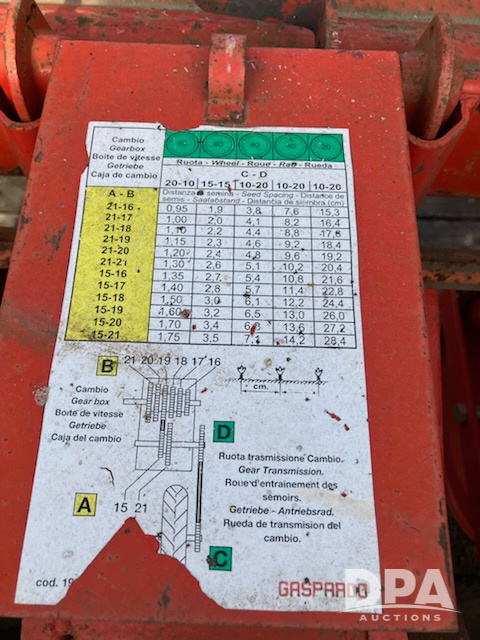 Cambio
Gearbox
Boite de vitesse
Getriebe
Caja de cambio
80 80 80 40 20
Ruota - Wheel - Roue - Rad - Rueda
C - D
20-10 15-15 10-20 10-20 10-20
A - B
Distanza semina - Seed Spacing - Distance de
semis - Saatabstand - Distancia de siembra (cm)
21-16 0,95 1,9 3,8 7,6 15,3
21-17 1,00 2,0 4,1 8,2 16,4
21-18 1,10 2,2 4,4 8,8 17,6
21-19 1,15 2,3 4,6 9,2 18,4
21-20 1,20 2,4 4,8 9,6 19,2
21-21 1,30 2,6 5,1 10,2 20,4
15-16 1,35 2,7 5,4 10,8 21,6
15-17 1,40 2,8 5,7 11,4 22,8
15-18 1,50 3,0 6,1 12,2 24,4
15-19 1,60 3,2 6,5 13,0 26,0
15-20 1,70 3,4 13,6 27,2
15-21 1,75 3,5 7,1 14,2 28,4
B
21 20 19 18 17 16
Cambio
Gear box
Boite de vitesse
Getriebe
Caja del cambio
cm.
D
Ruota trasmissione Cambio.
Gear Transmission.
Roue d'entrainement des
semoirs.
Getriebe - Antriebsrad.
Rueda de transmision del
cambio.
A
15 21
C
cod. 19
GASPARDO
DPA
AUCTIONS